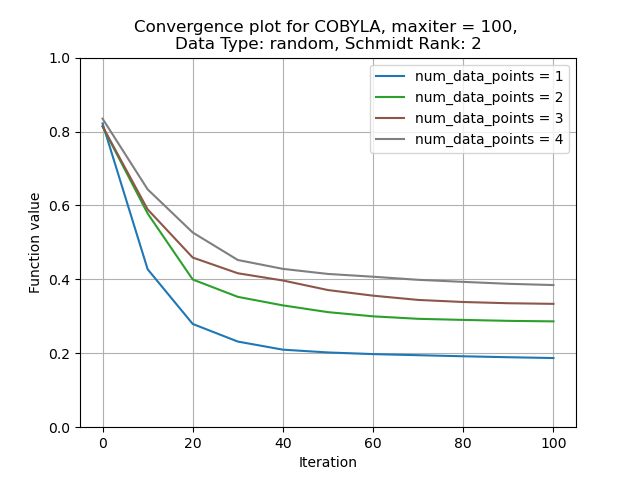 Convergence plot for COBYLA, maxiter = 100,
Data Type: random, Schmidt Rank: 2
num_data_points = 1
num_data_points = 2
num_data_points = 3
num_data_points = 4
Function value
1.0
0.8
0.6
0.4
0.2
0.0
0 20 40 60 80 100
Iteration